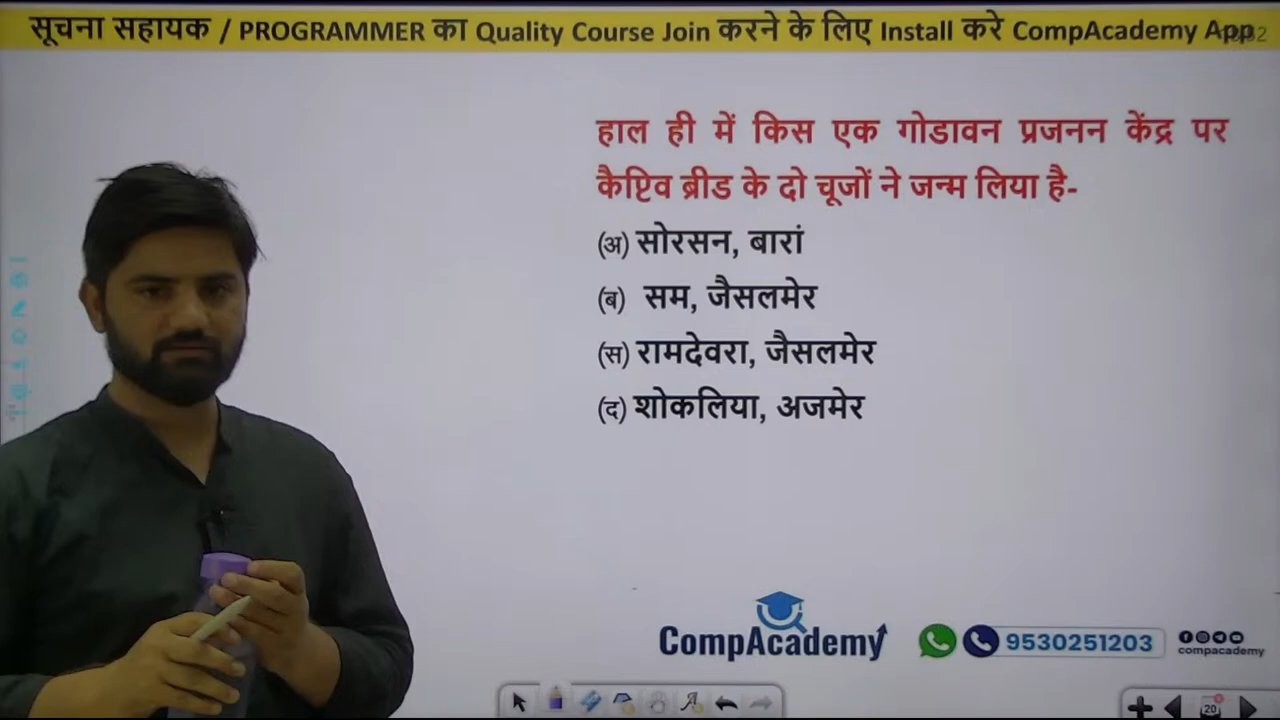 सूचना सहायक / PROGRAMMER का Quality Course Join करने के लिए Install करे CompAcademy App
हाल ही में किस एक गोडावन प्रजनन केंद्र पर
कैप्टिव ब्रीड के दो चूजों ने जन्म लिया है-
(अ) सोरसन, बारां
(ब) सम, जैसलमेर
(स) रामदेवरा, जैसलमेर
(द) शोकलिया, अजमेर
CompAcademy
9530251203
compacademy
20